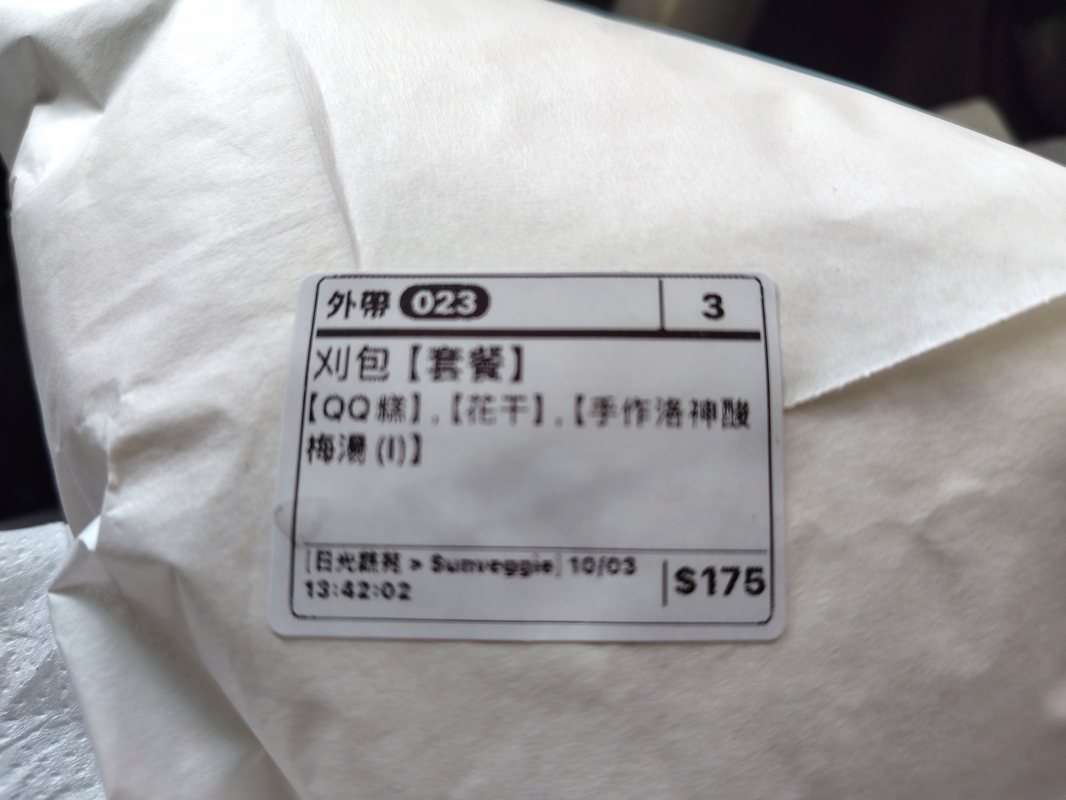 外帶 023 3
刈包【套餐】
【QQ糕】,【花干】,【手作洛神酸
梅湯(I)】
[日光蔬苑 > Sunveggie] 10/03
13:42:02 $175